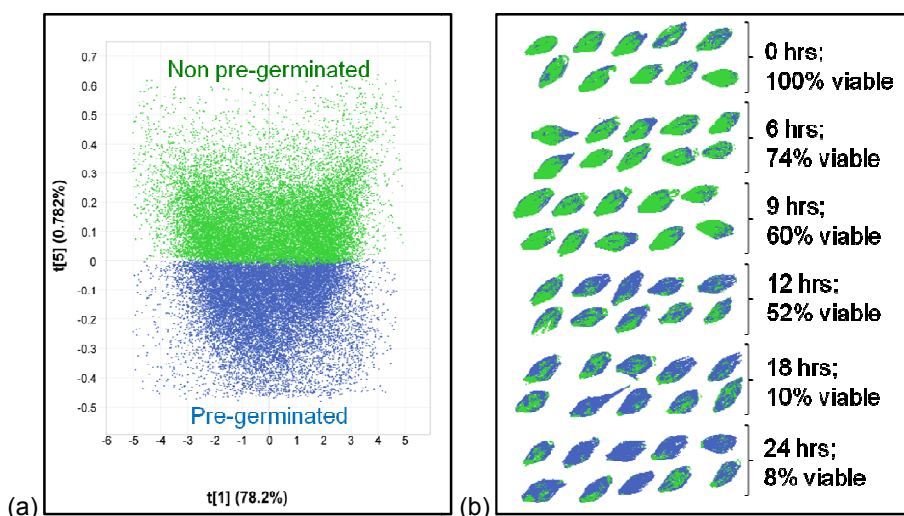 0.7
Non pre-germinated
0.6
0.5
0.4
0.3
0.2
0.1
0
-0.1
-0.2
-0.3
-0.4
-0.5
t[5] (0.782%)
Pre-germinated
-6 -5 -4 -3 -2 -1 0 1 2 3 4 5
t[1] (78.2%)
(a)
0 hrs;
100% viable
6 hrs;
74% viable
9 hrs;
60% viable
12 hrs;
52% viable
18 hrs;
10% viable
24 hrs;
8% viable
(b)